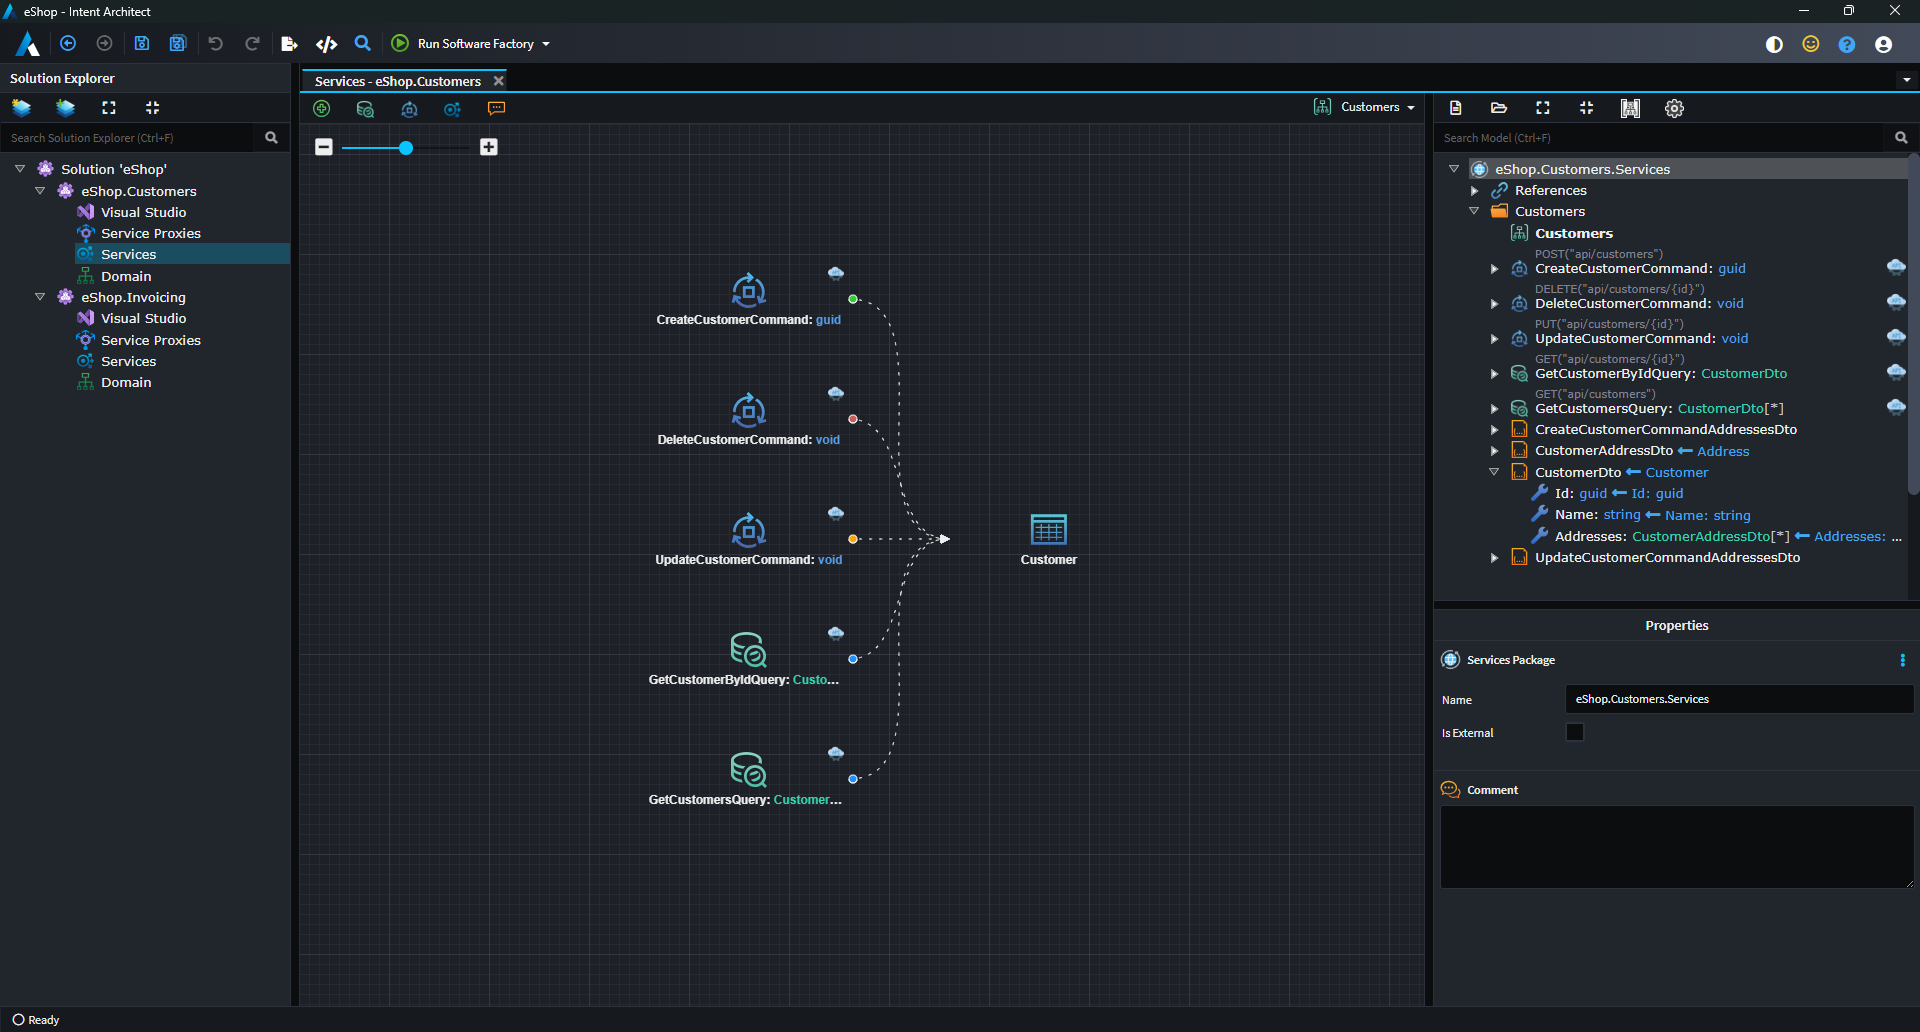 eShop - Intent Architect
Run Software Factory
Solution Explorer
Search Solution Explorer (Ctrl+F)
Solution 'eShop'
eShop.Customers
Visual Studio
Service Proxies
Services
Domain
eShop.Invoicing
Visual Studio
Service Proxies
Services
Domain
Services - eShop.Customers
Customers
CreateCustomerCommand: guid
DeleteCustomerCommand: void
UpdateCustomerCommand: void
GetCustomerByIdQuery: Custo...
GetCustomersQuery: Customer...
Customer
Search Model (Ctrl+F)
eShop.Customers.Services
References
Customers
Customers
POST("api/customers")
CreateCustomerCommand: guid
DELETE("api/customers/{id}")
DeleteCustomerCommand: void
PUT("api/customers/{id}")
UpdateCustomerCommand: void
GET("api/customers/{id}")
GetCustomerByIdQuery: CustomerDto
GET("api/customers")
GetCustomersQuery: CustomerDto[*]
CreateCustomerCommandAddressesDto
CustomerAddressDto ← Address
CustomerDto ← Customer
Id: guid ← Id: guid
Name: string ← Name: string
Addresses: CustomerAddressDto[*] ← Addresses: ...
UpdateCustomerCommandAddressesDto
Properties
Services Package
Name
eShop.Customers.Services
Is External
Comment
Ready